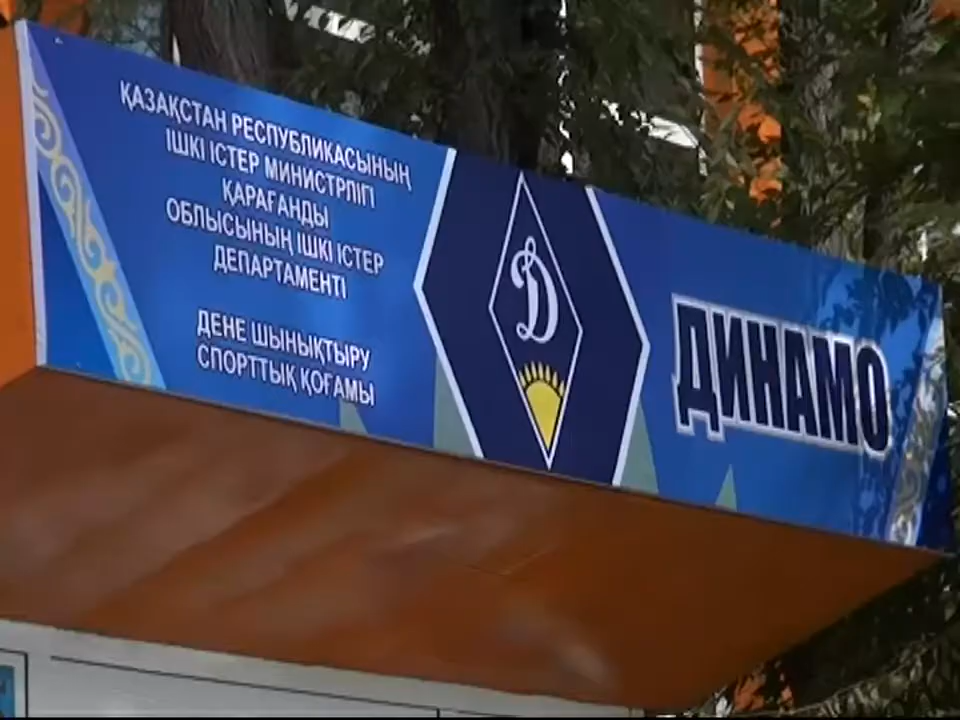 ҚАЗАҚСТАН РЕСПУБЛИКАСЫНЫҢ
ІШКІ ІСТЕР МИНИСТРЛІГІ
ҚАРАҒАНДЫ
ОБЛЫСЫНЫҢ ІШКІ ІСТЕР
ДЕПАРТАМЕНТІ
ДЕНЕ ШЫНЫҚТЫРУ
СПОРТТЫҚ ҚОҒАМЫ
D
ДИНАМО